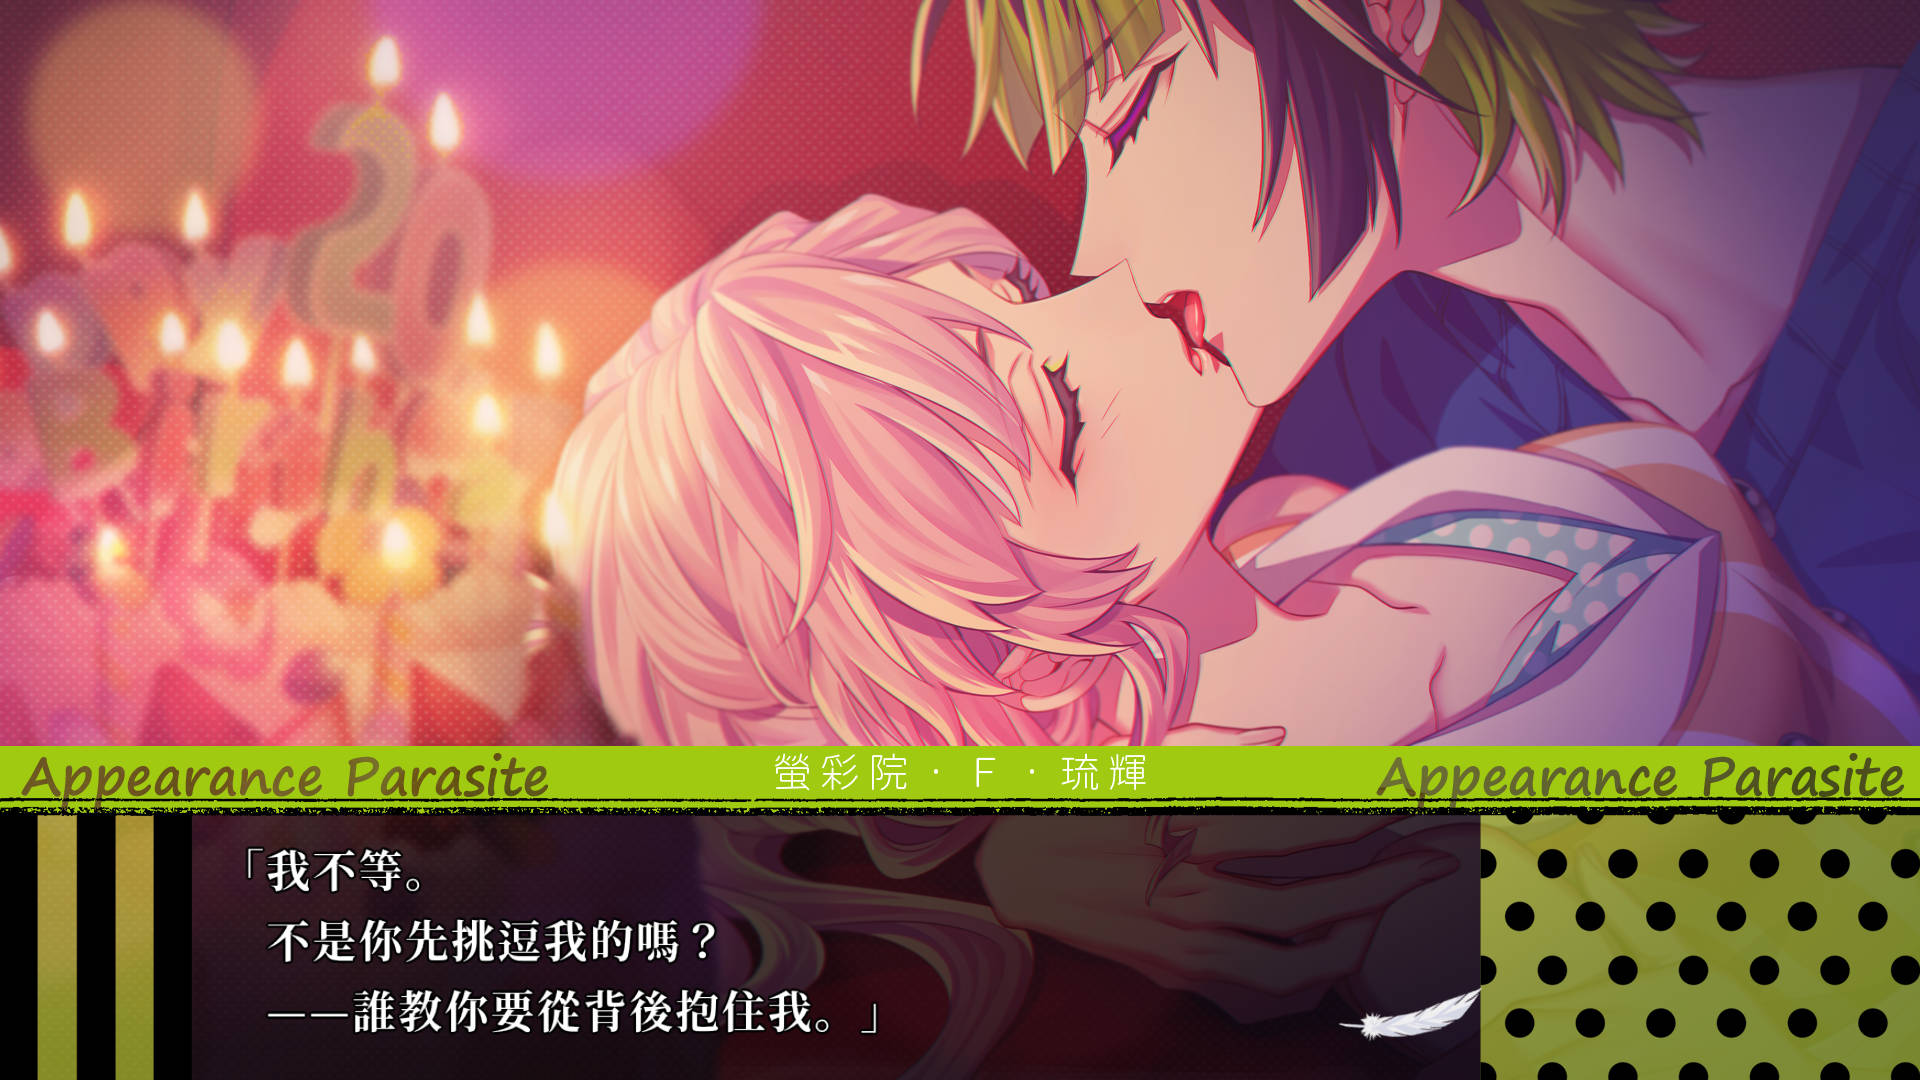 20
Appearance Parasite
螢彩院・F・琉輝
Appearance Parasite
「我不等。
不是你先挑逗我的嗎？
——誰教你要從背後抱住我。」